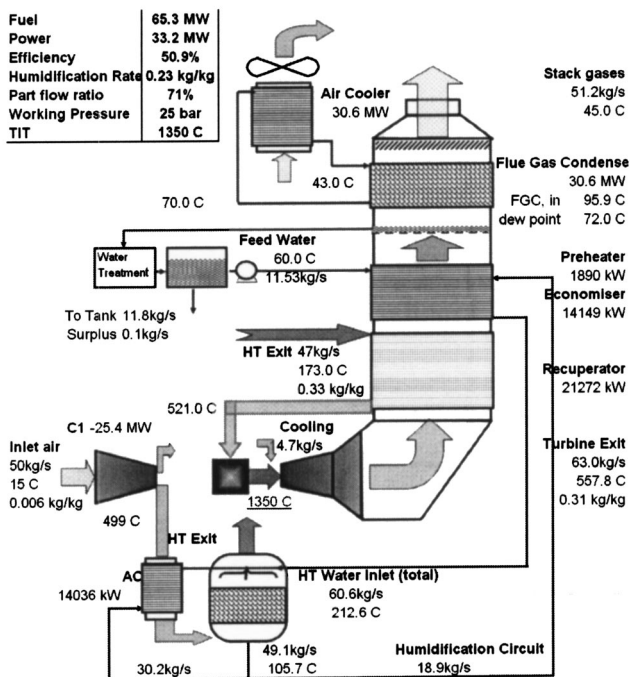 Fuel 65.3 MW
Power 33.2 MW
Efficiency 50.9%
Humidification Rate 0.23 kg/kg
Part flow ratio 71%
Working Pressure 25 bar
TIT 1350 C
Air Cooler
30.6 MW
Stack gases
51.2kg/s
45.0 C
43.0 C
70.0 C
Flue Gas Condense
30.6 MW
FGC, in 95.9 C
dew point 72.0 C
Water
Treatment
Feed Water
60.0 C
11.53kg/s
To Tank 11.8kg/s
Surplus 0.1kg/s
Preheater
1890 kW
Economiser
14149 kW
HT Exit 47kg/s
173.0 C
0.33 kg/kg
Recuperator
21272 kW
521.0 C
Cooling
4.7kg/s
C1 -25.4 MW
Inlet air
50kg/s
15 C
0.006 kg/kg
499 C
1350 C
Turbine Exit
63.0kg/s
557.8 C
0.31 kg/kg
HT Exit
AC
14036 kW
HT Water Inlet (total)
60.6kg/s
212.6 C
49.1kg/s
105.7 C
30.2kg/s
Humidification Circuit
18.9kg/s